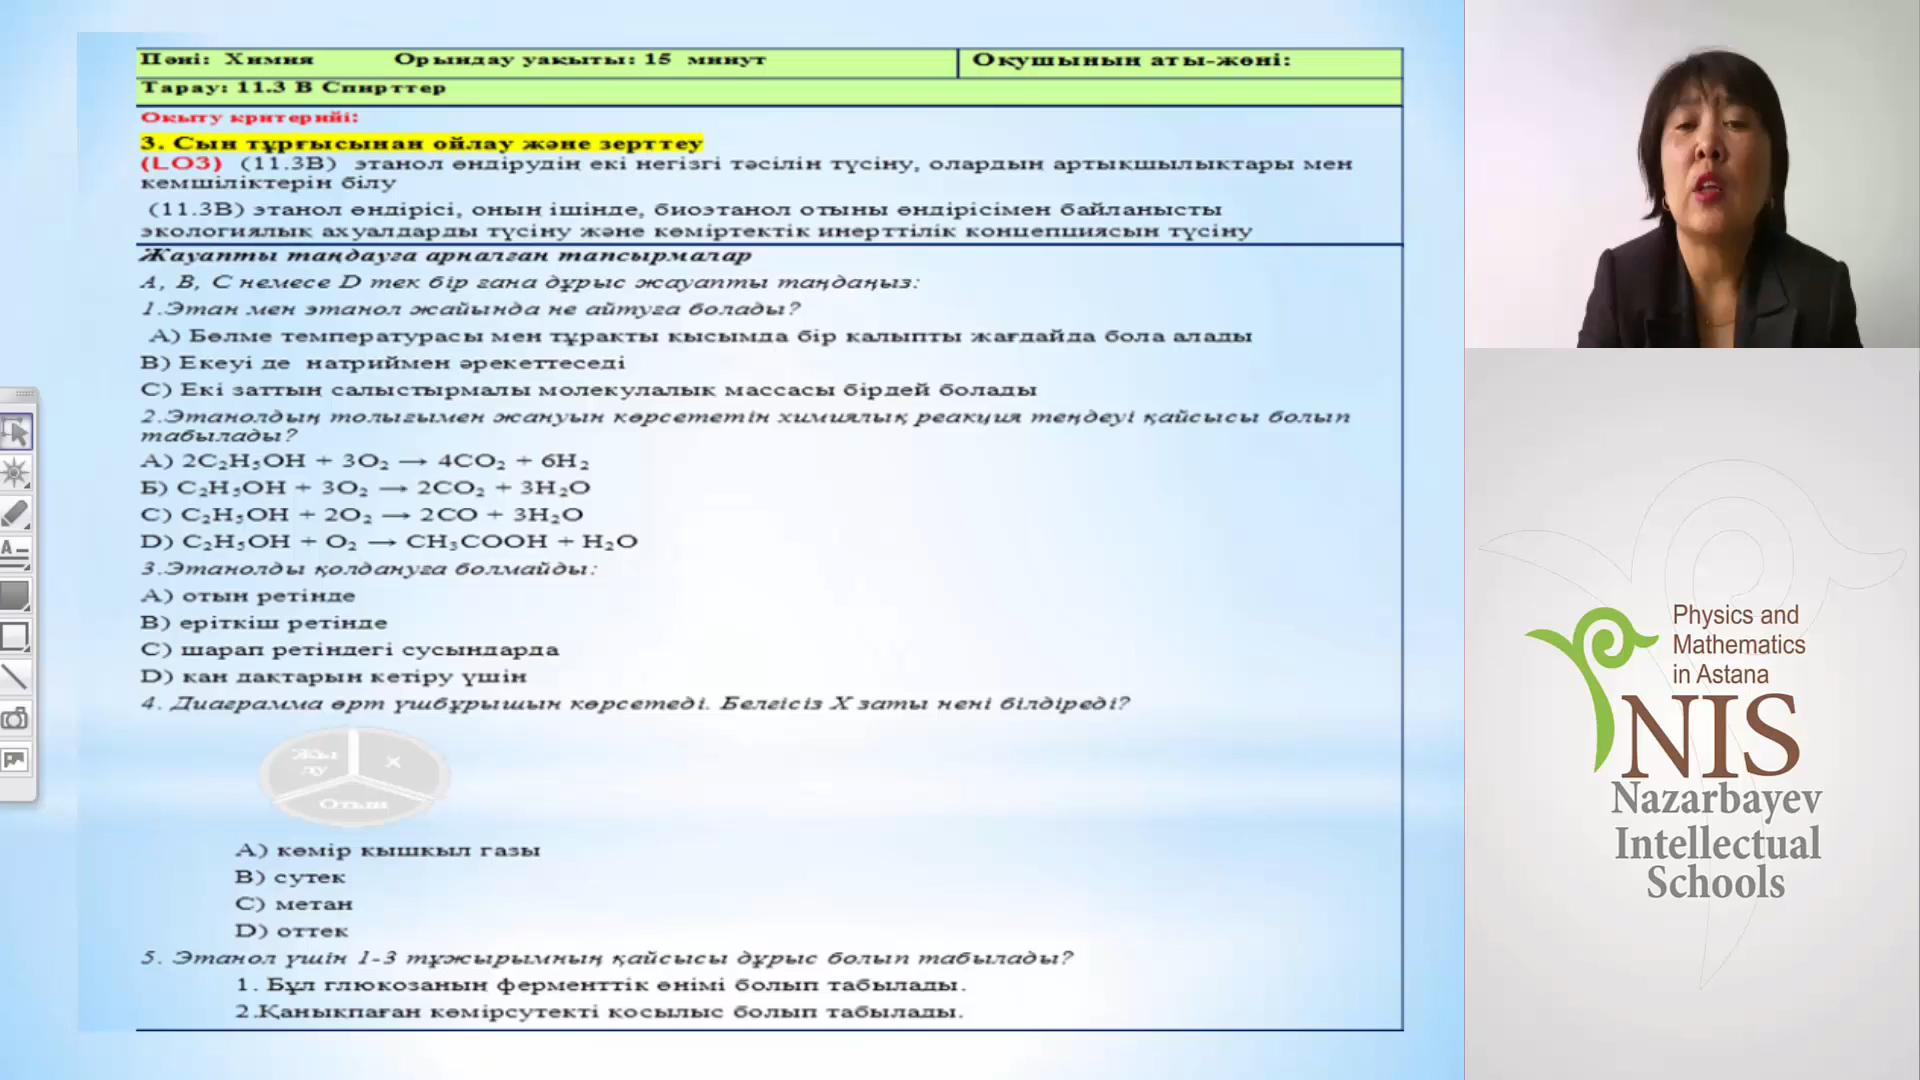 Пәні: Химия Орындау уақыты: 15 минут Оқушының аты-жөні:
Тарау: 11.3 В Спирттер
Оқыту критерийі:
3. Сын тұрғысынан ойлау және зерттеу
(LO3) (11.3В) этанол өндірудің екі негізгі тәсілін түсіну, олардың артықшылықтары мен
кемшіліктерін білу
(11.3В) этанол өндірісі, оның ішінде, биоэтанол отыны өндірісімен байланысты
экологиялық ахуалдарды түсіну және көміртектік инерттілік концепциясын түсіну
Жауапты таңдауға арналған тапсырмалар
А, В, С немесе D тек бір ғана дұрыс жауапты таңдаңыз:
1.Этан мен этанол жайында не айтуға болады?
А) Бөлме температурасы мен тұрақты қысымда бір қалыпты жағдайда бола алады
В) Екеуі де натриймен әрекеттеседі
С) Екі заттың салыстырмалы молекулалық массасы бірдей болады
2.Этанолдың толығымен жануын көрсететін химиялық реакция теңдеуі қайсысы болып
табылады?
А) 2C₂H₅OH + 3O₂ → 4CO₂ + 6H₂
Б) C₂H₅OH + 3O₂ → 2CO₂ + 3H₂O
С) C₂H₅OH + 2O₂ → 2CO + 3H₂O
D) C₂H₅OH + O₂ → CH₃COOH + H₂O
3.Этанолды қолдануға болмайды:
А) отын ретінде
В) еріткіш ретінде
С) шарап ретіндегі сусындарда
D) қан дақтарын кетіру үшін
4. Диаграмма өрт үшбұрышын көрсетеді. Белгісіз Х заты нені білдіреді?
Жы
лу
Х
Отын
А) көмір қышқыл газы
В) сутек
С) метан
D) оттек
5. Этанол үшін 1-3 тұжырымның қайсысы дұрыс болып табылады?
1. Бұл глюкозаның ферменттік өнімі болып табылады.
2.Қанықпаған көмірсутекті қосылыс болып табылады.
Physics and
Mathematics
in Astana
NIS
Nazarbayev
Intellectual
Schools